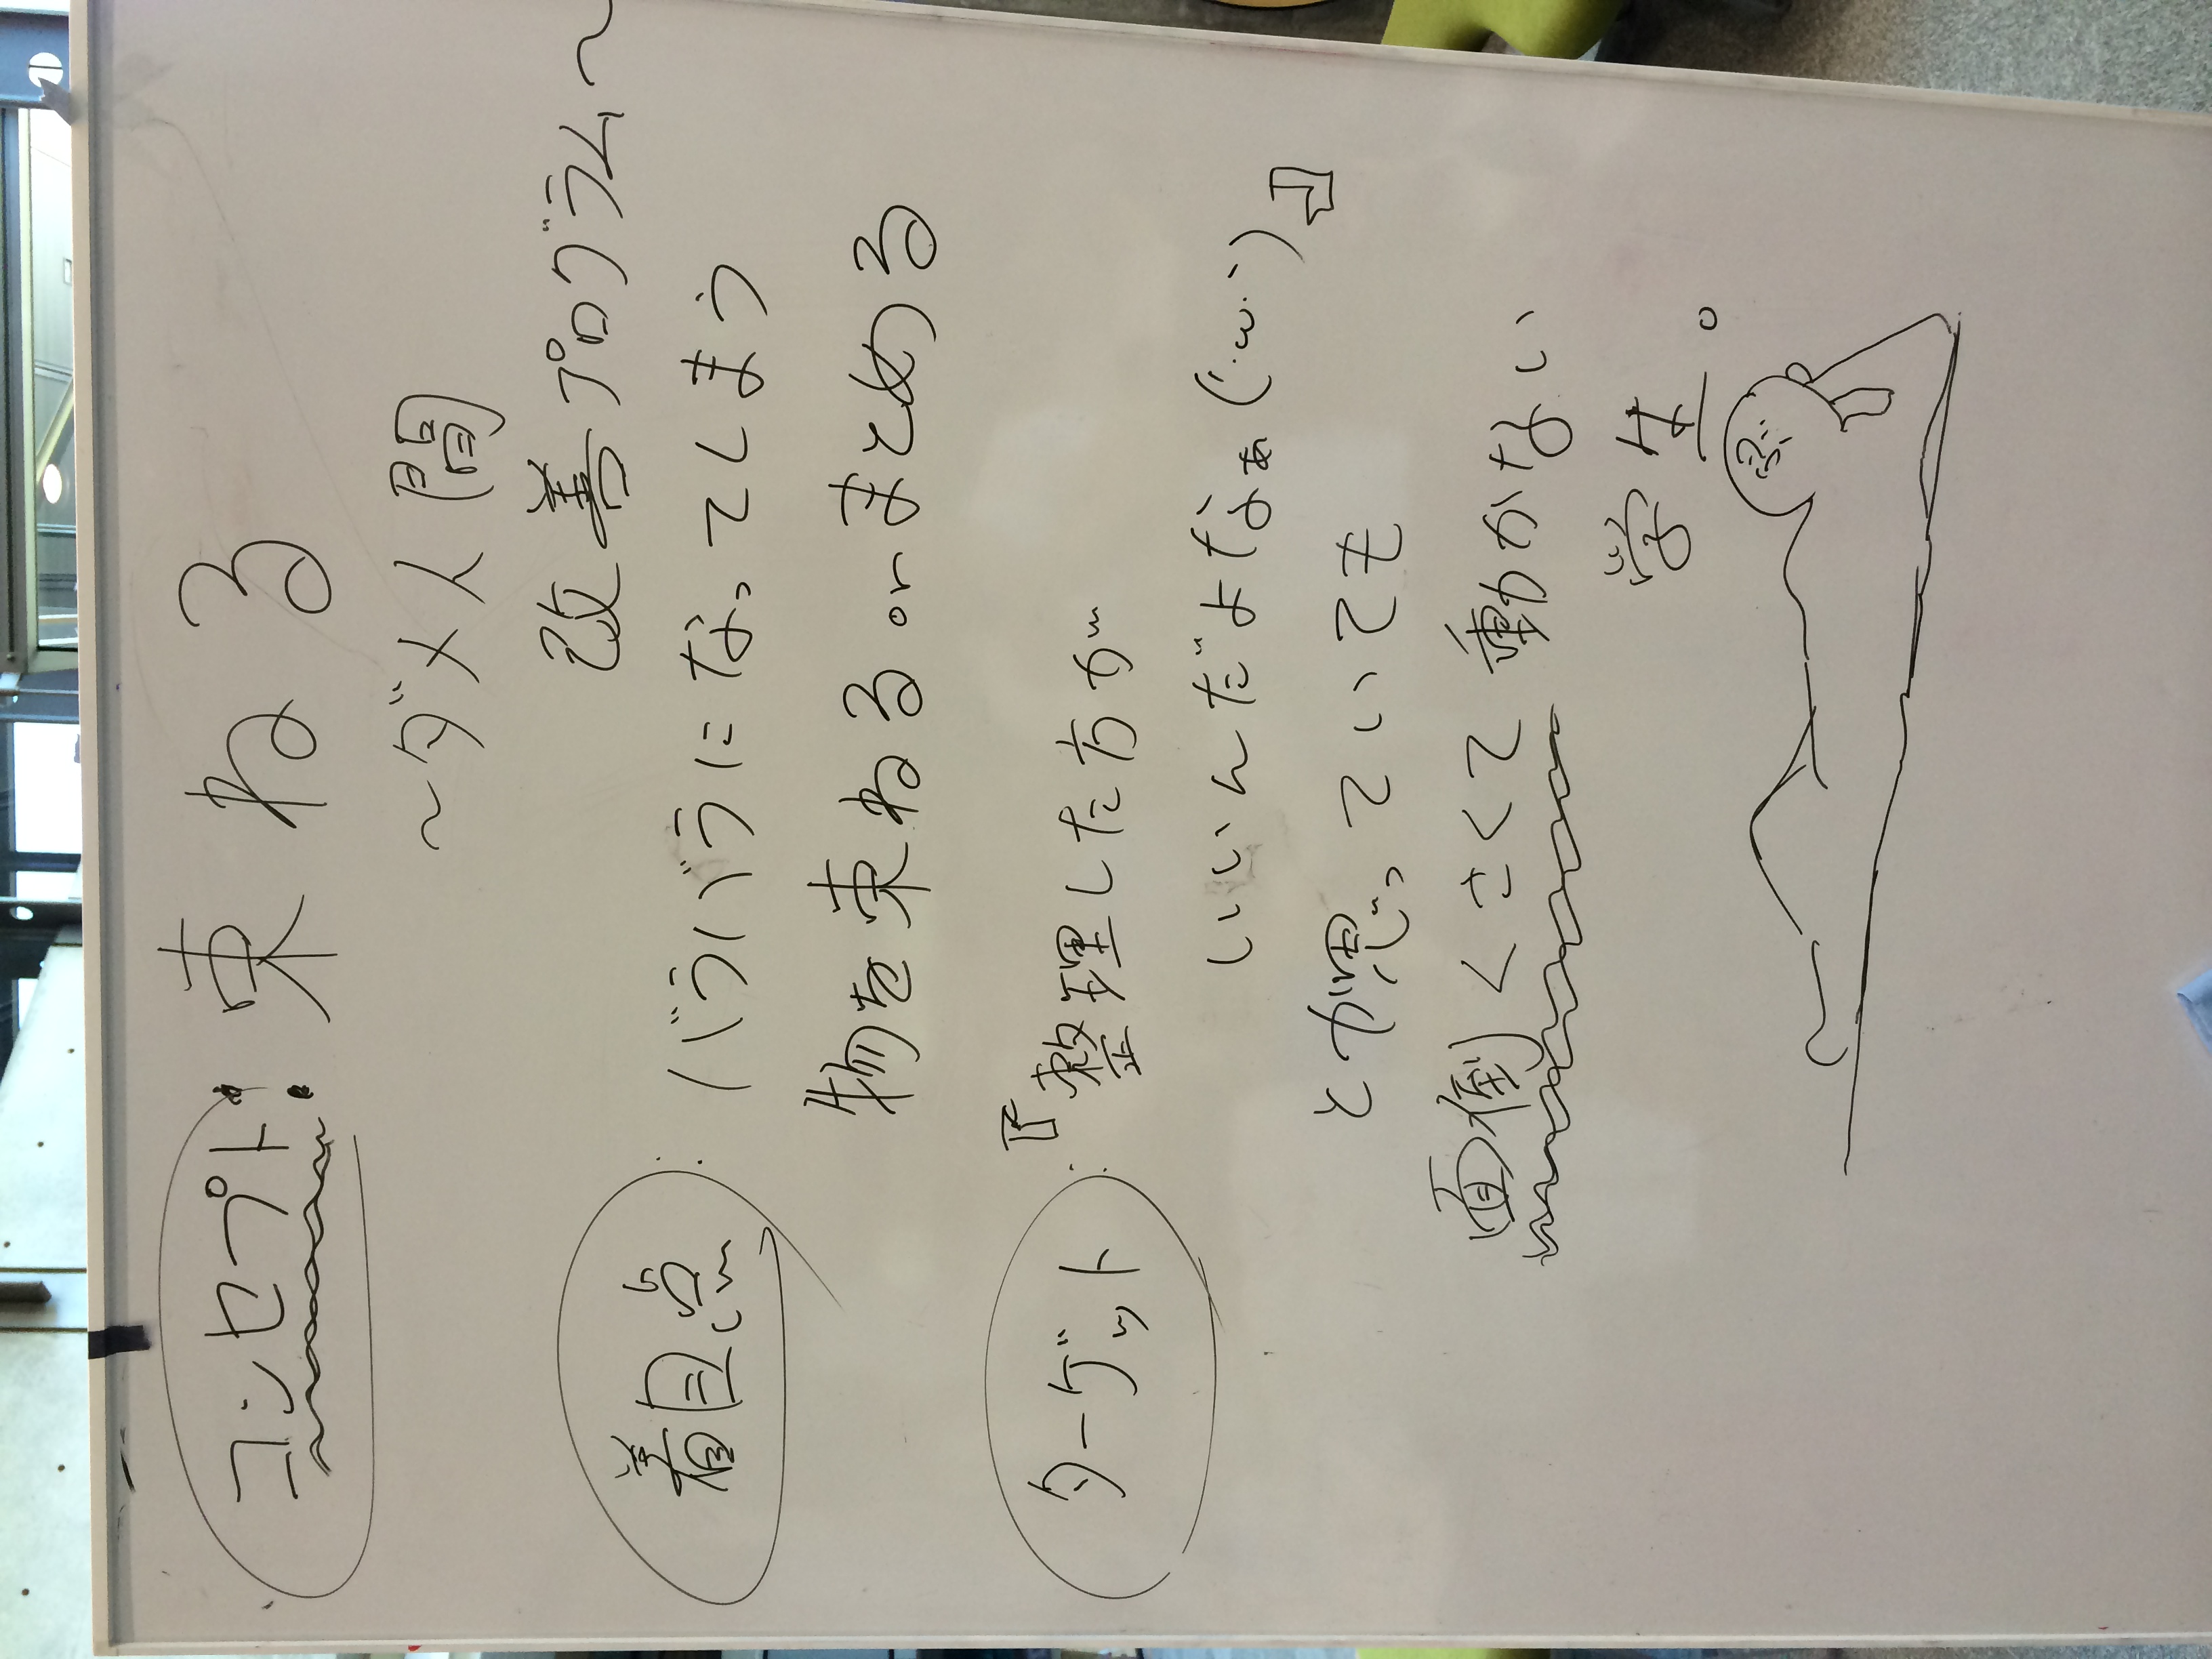 コンセプト:束ねる
～ダメ人間
改善プログラム～
着目点:バラバラになってしまう
物を束ねるorまとめる
ターゲット:『整理した方が
いいんだよなぁ(´･ω･｀)』
とか思っていても
面倒くさくて動かない
学生。